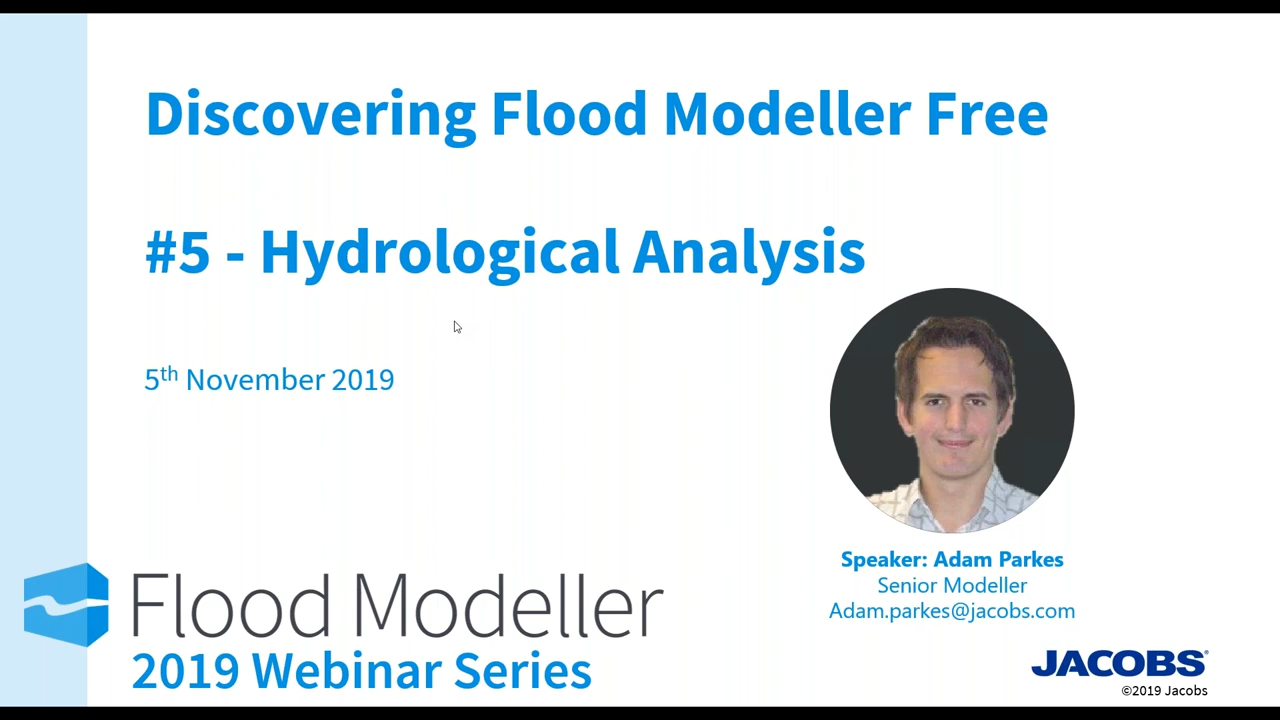 Discovering Flood Modeller Free
#5 - Hydrological Analysis
5th November 2019
Speaker: Adam Parkes
Senior Modeller
Adam.parkes@jacobs.com
Flood Modeller
2019 Webinar Series
JACOBS®
©2019 Jacobs